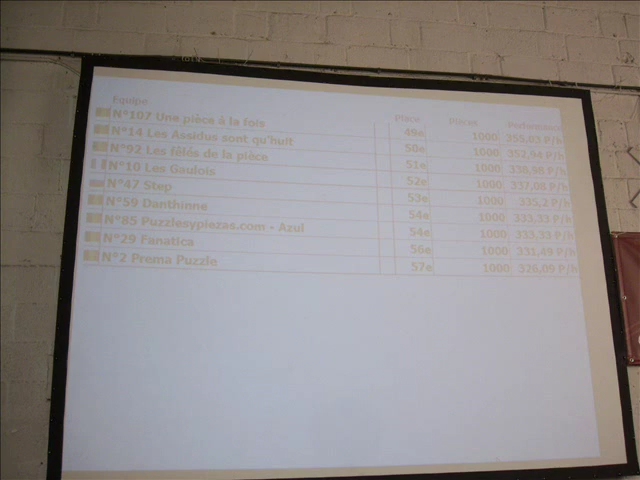 Equipe place pieces Performance
N°107 Une pièce à la fois 49e 1000 355,03 P/h
N°14 Les Assidus sont qu'huit 50e 1000 352,94 P/h
N°92 Les fêlés de la pièce 51e 1000 338,98 P/h
N°10 Les Gaulois 52e 1000 337,08 P/h
N°47 Step 53e 1000 335,2 P/h
N°59 Danthinne 54e 1000 333,33 P/h
N°85 Puzzlesypiezas.com - Azul 54e 1000 333,33 P/h
N°29 Fanatica 56e 1000 331,49 P/h
N°2 Prema Puzzle 57e 1000 326,09 P/h